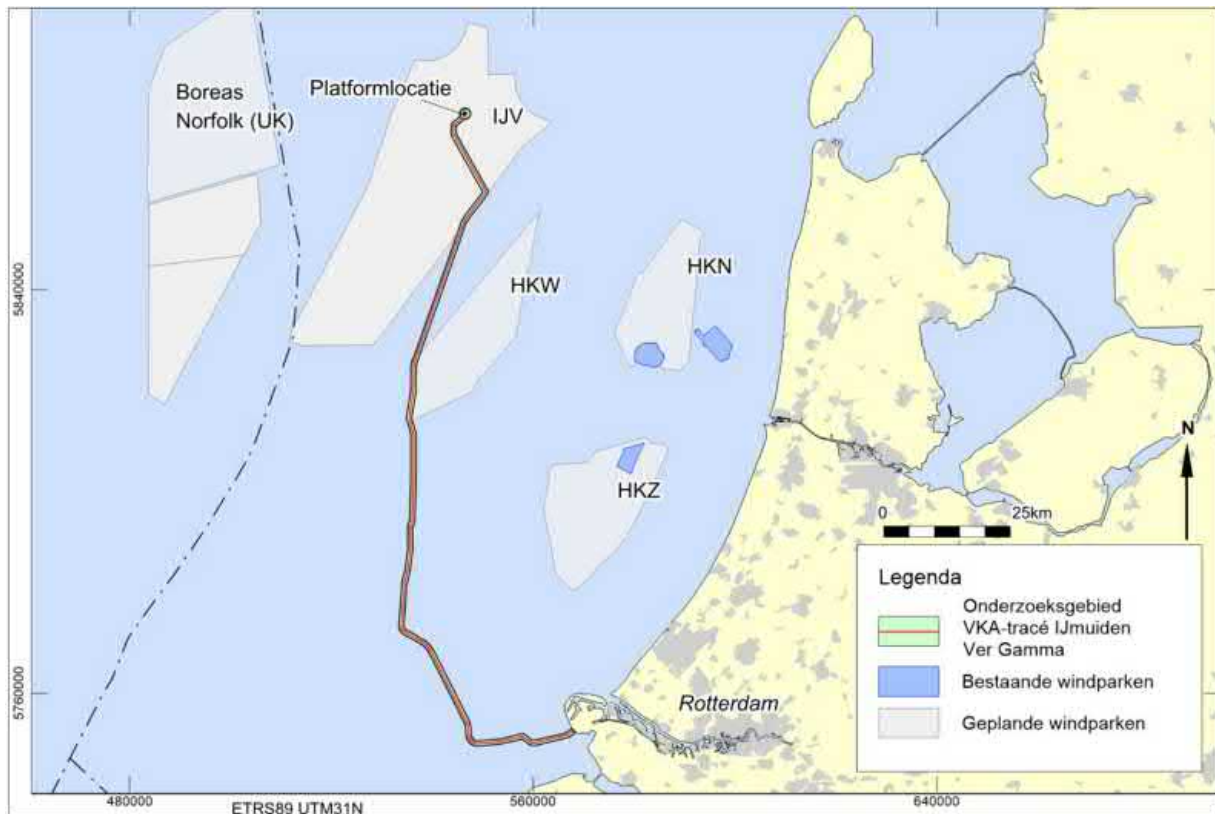 Boreas
Norfolk (UK)
Platformlocatie
IJV
HKW
HKN
HKZ
5840000
5760000
N
0 25km
Rotterdam
Legenda
Onderzoeksgebied
VKA-tracé IJmuiden
Ver Gamma
Bestaande windparken
Geplande windparken
480000
560000
640000
ETRS89 UTM31N